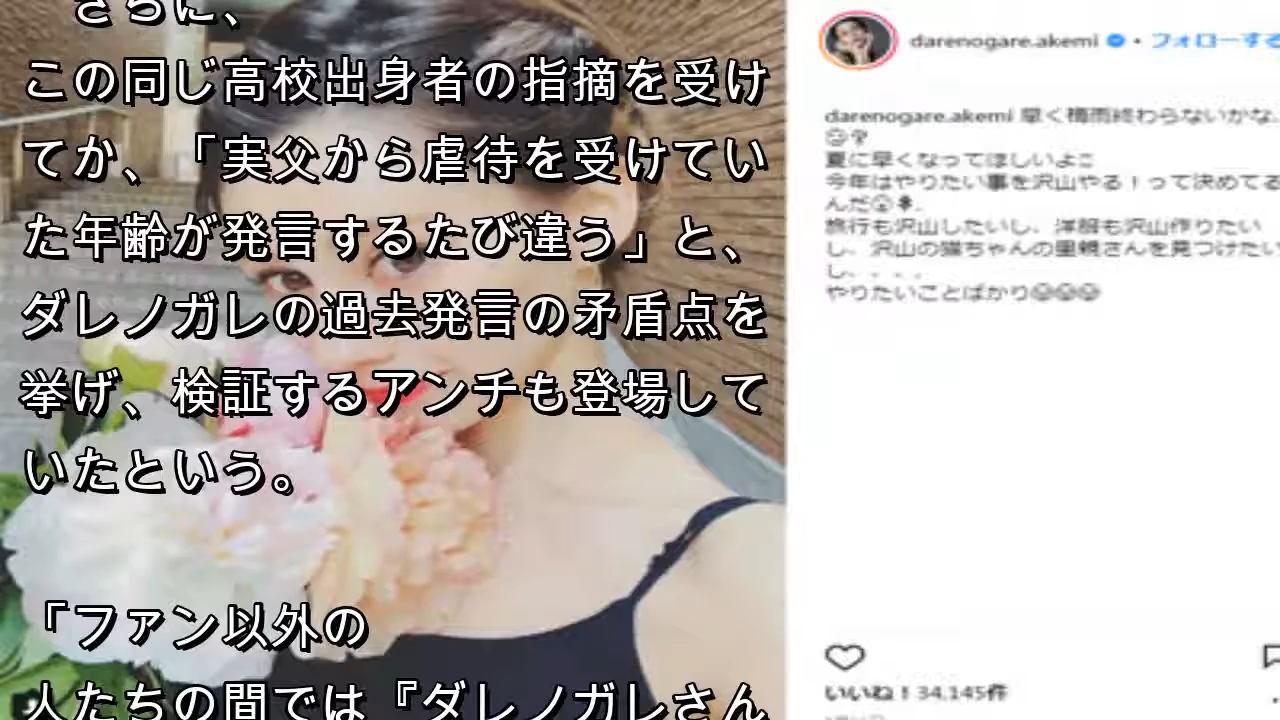 さらに、
この同じ高校出身者の指摘を受け
てか、「実父から虐待を受けてい
た年齢が発言するたび違う」と、
ダレノガレの過去発言の矛盾点を
挙げ、検証するアンチも登場して
いたという。
「ファン以外の
人たちの間では『ダレノガレさん
darenogare.akemi • フォローする
darenogare.akemi 早く梅雨終わらないかな。
夏に早くなってほしいよこ
今年はやりたい事を沢山やる！って決めてる
んだ
旅行も沢山したいし、洋服も沢山作りたい
し、沢山の猫ちゃんの里親さんを見つけたい
し、、、、
やりたいことばかり
いいね！34,145件